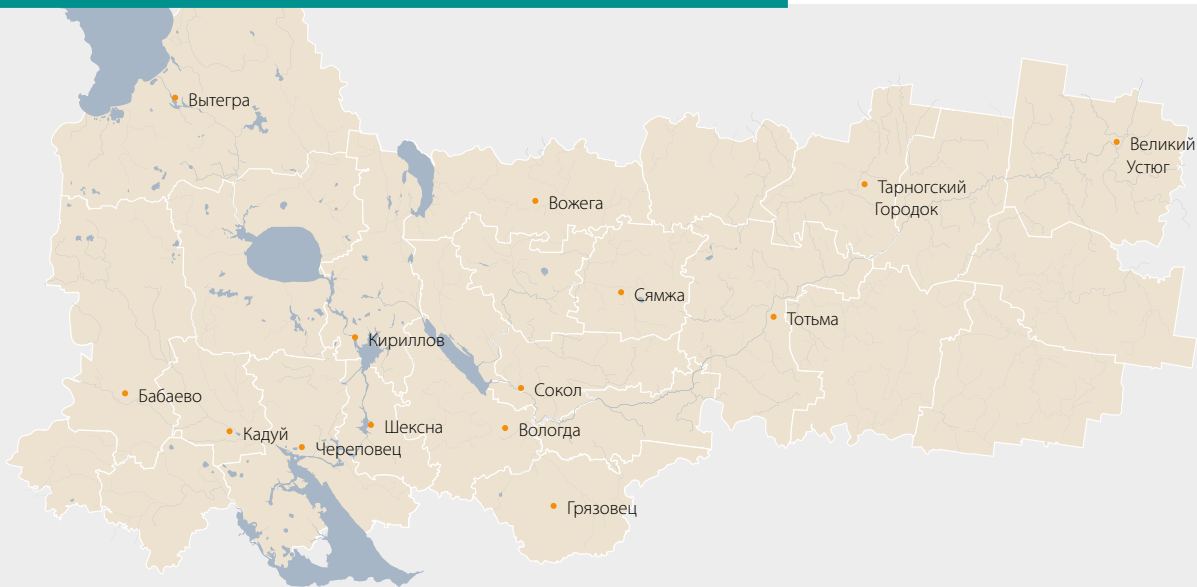 Вытегра
Великий
Устюг
Тарногский
Городок
Вожега
Сямжа
Тотьма
Кириллов
Сокол
Бабаево
Шексна
Вологда
Кадуй
Череповец
Грязовец